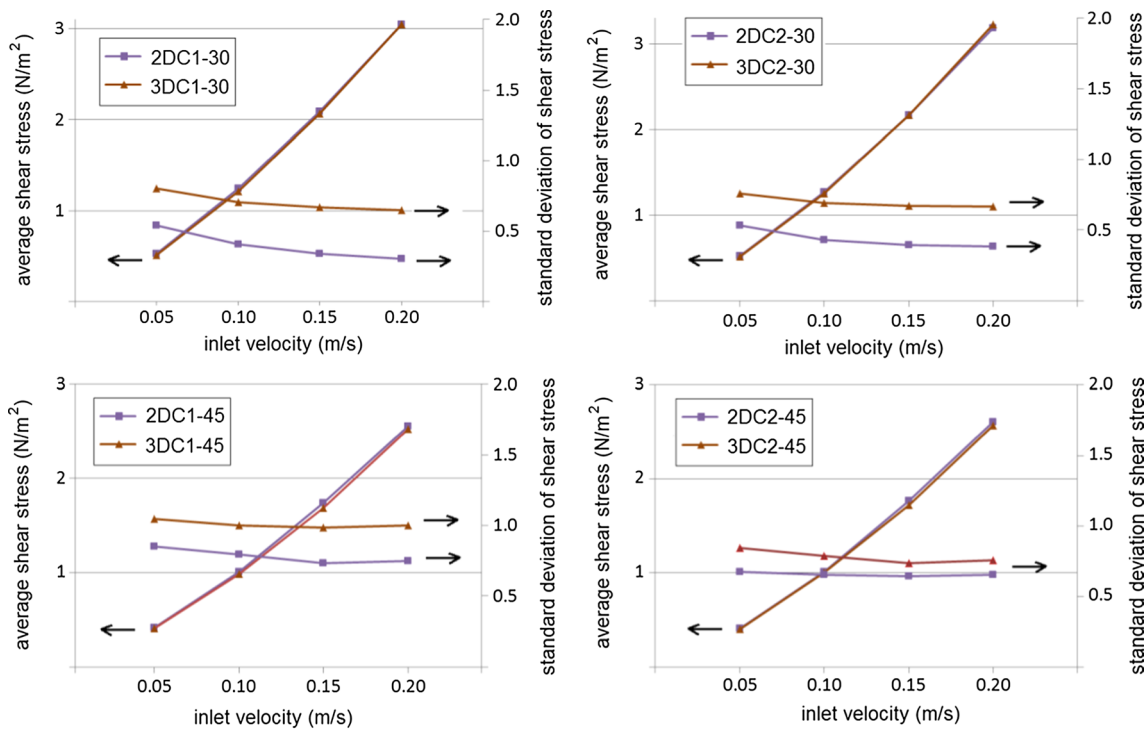 average shear stress (N/m²)
3
2
1
2DC1-30
3DC1-30
2.0
1.5
1.0
0.5
standard deviation of shear stress
0.05 0.10 0.15 0.20
inlet velocity (m/s)
average shear stress (N/m²)
3
2
1
2DC2-30
3DC2-30
2.0
1.5
1.0
0.5
standard deviation of shear stress
0.05 0.10 0.15 0.20
inlet velocity (m/s)
average shear stress (N/m²)
3
2
1
2DC1-45
3DC1-45
2.0
1.5
1.0
0.5
standard deviation of shear stress
0.05 0.10 0.15 0.20
inlet velocity (m/s)
average shear stress (N/m²)
3
2
1
2DC2-45
3DC2-45
2.0
1.5
1.0
0.5
standard deviation of shear stress
0.05 0.10 0.15 0.20
inlet velocity (m/s)